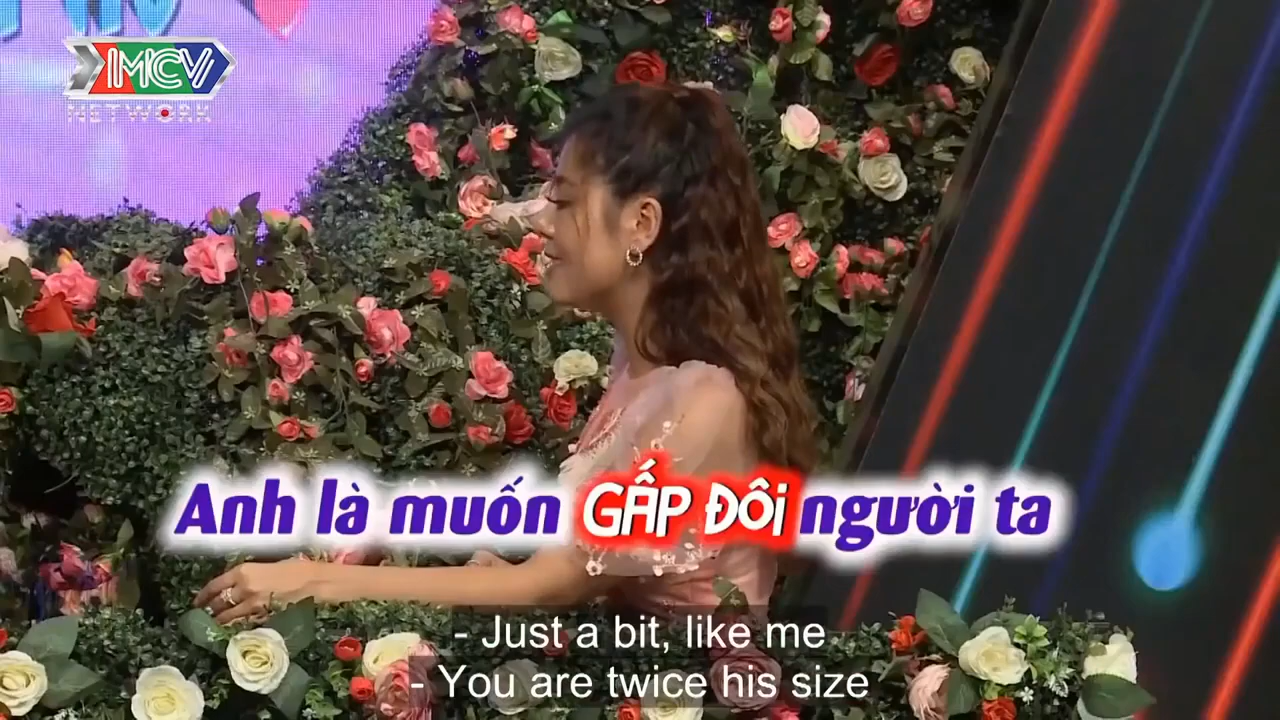 MCV
NETWORK
Anh là muốn GẤP ĐÔI người ta
- Just a bit, like me
- You are twice his size